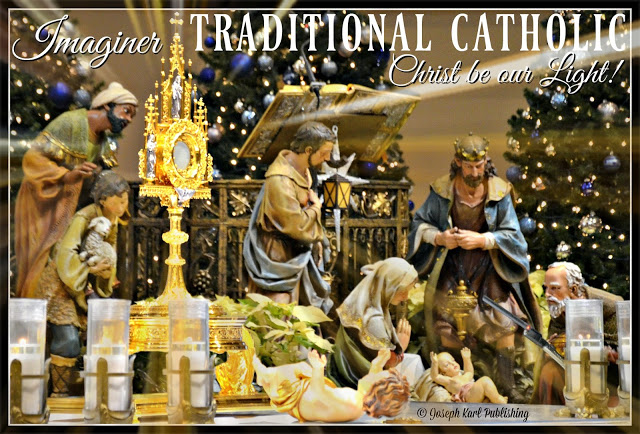 Imaginer TRADITIONAL CATHOLIC
Christ be our Light!
© Joseph Karl Publishing